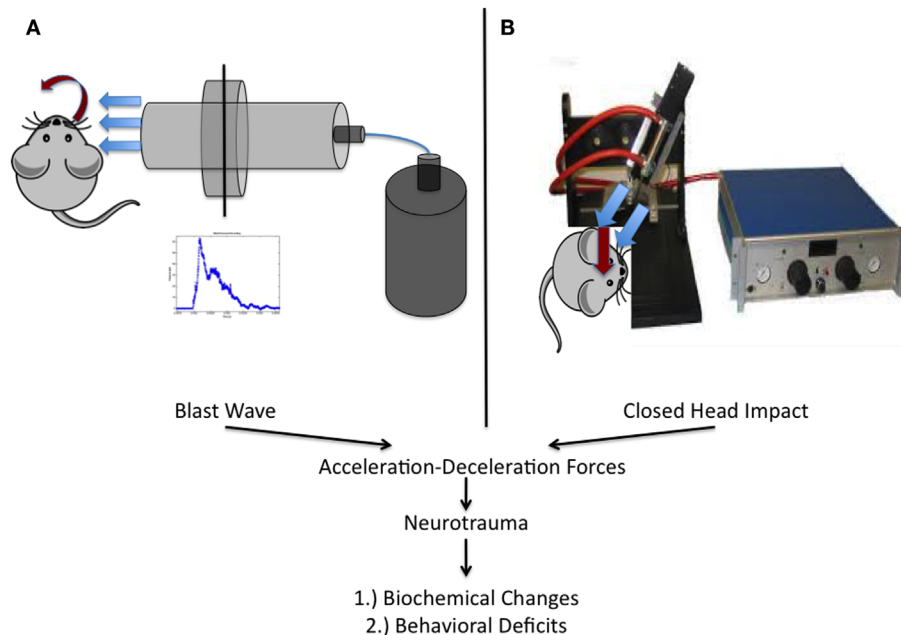 A
B
Blast Wave
Closed Head Impact
Acceleration-Deceleration Forces
Neurotrauma
1.) Biochemical Changes
2.) Behavioral Deficits